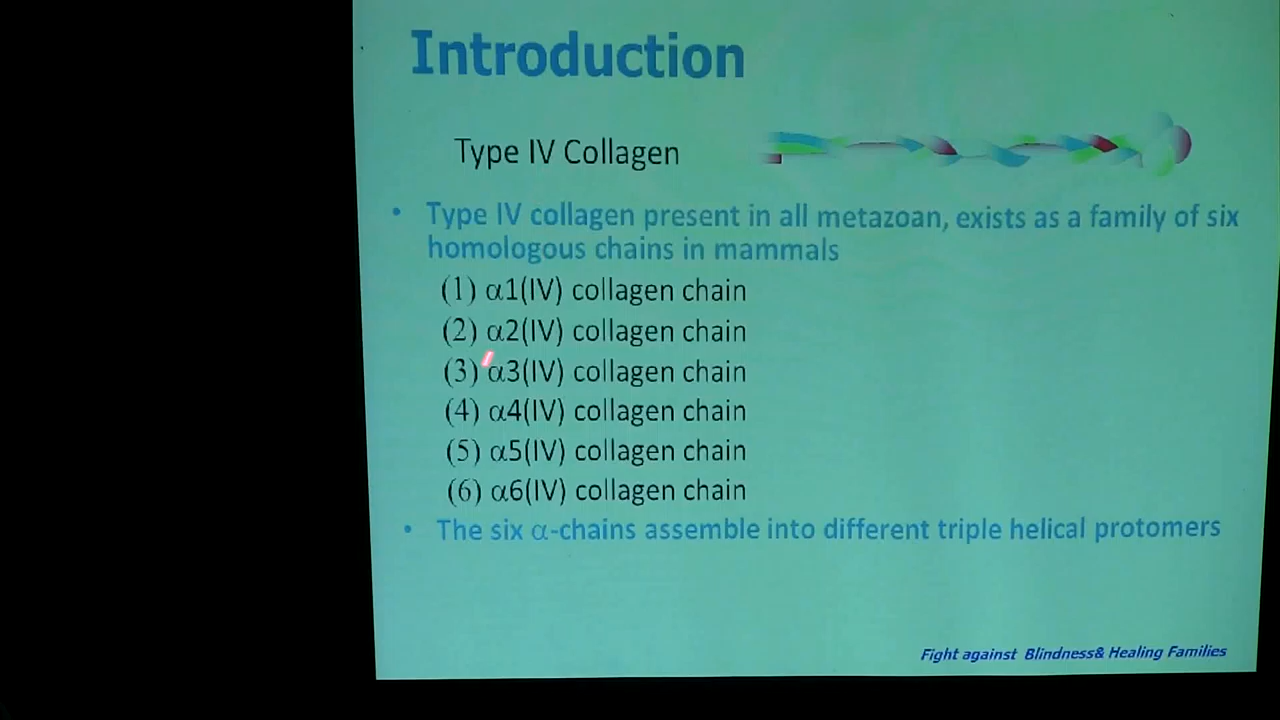 Introduction
Type IV Collagen
• Type IV collagen present in all metazoan, exists as a family of six
homologous chains in mammals
(1) α1(IV) collagen chain
(2) α2(IV) collagen chain
(3) α3(IV) collagen chain
(4) α4(IV) collagen chain
(5) α5(IV) collagen chain
(6) α6(IV) collagen chain
• The six α-chains assemble into different triple helical protomers
Fight against Blindness& Healing Families